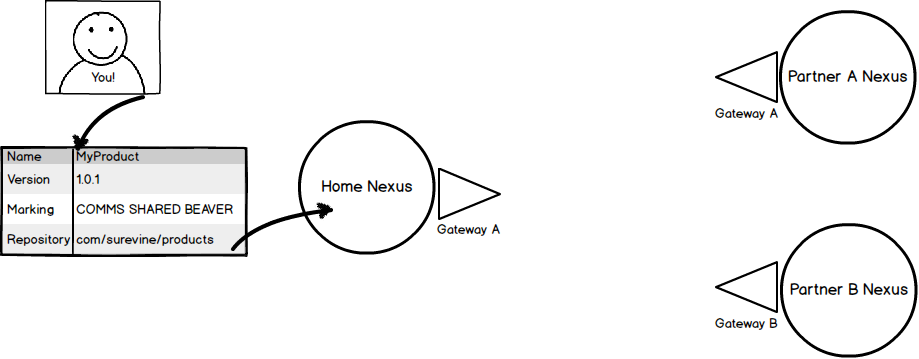 You!
Name MyProduct
Version 1.0.1
Marking COMMS SHARED BEAVER
Repository com/surevine/products
Home Nexus
Gateway A
Partner A Nexus
Gateway A
Partner B Nexus
Gateway B